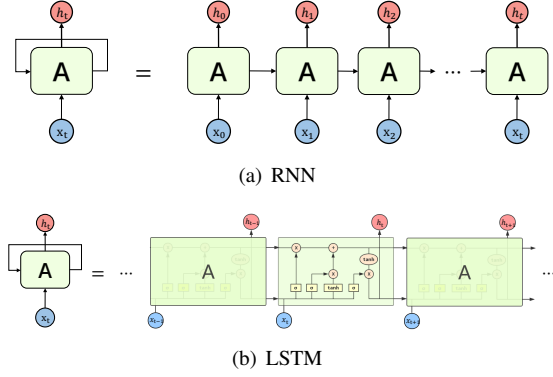 h_t h_0 h_1 h_2 h_t
A = A A A ... A
x_t x_0 x_1 x_2 x_t
(a) RNN
h_t h_{t-1} h_t h_{t+1}
A = ... A x + tanh x x σ σ tanh σ A ...
x_t x_{t-1} x_t x_{t+1}
(b) LSTM